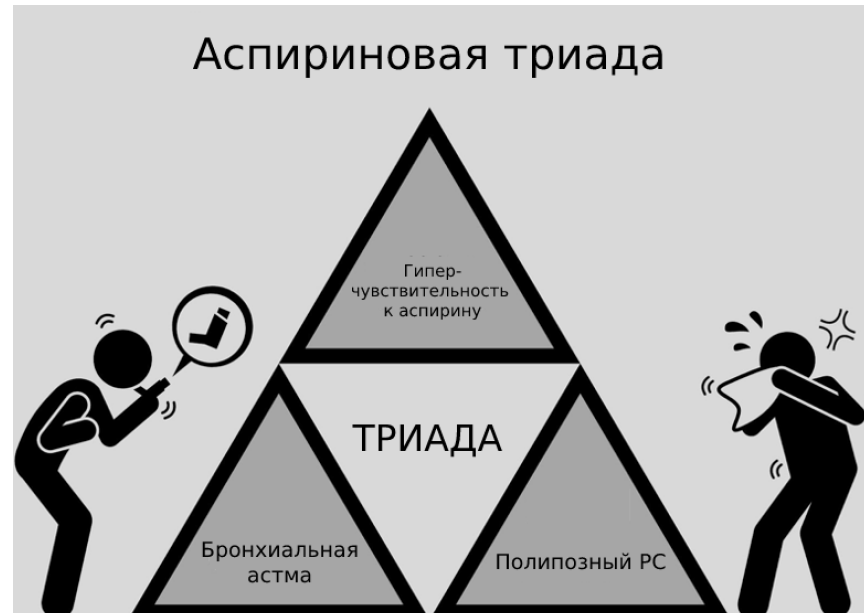 Аспириновая триада
Гипер-
чувствительность
к аспирину
ТРИАДА
Бронхиальная
астма
Полипозный РС